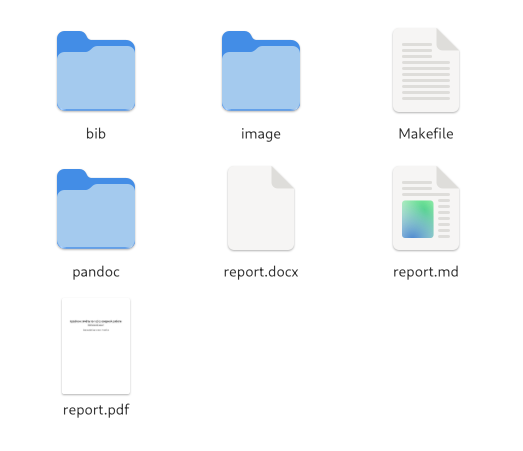 bib
image
Makefile
pandoc
report.docx
report.md
report.pdf